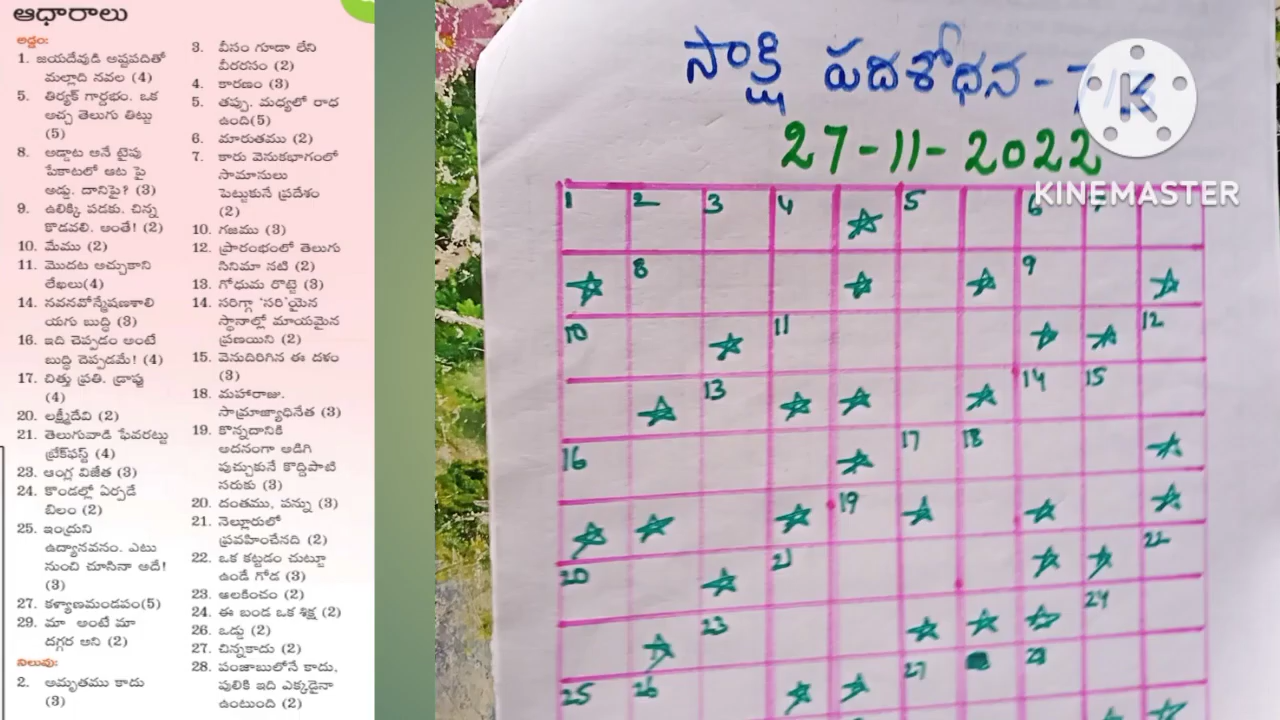 ఆధారాలు
అడ్డం:
1. జయదేవుడి అష్టపదితో
మల్లాది నవల (4)
5. తిర్యక్ గార్దభం. ఒక
అచ్చ తెలుగు తిట్టు
(5)
8. అడ్డాట అనే టైపు
పేకాటలో ఆట పై
అడ్డు. దానిపై? (3)
9. ఉలిక్కి పడకు. చిన్న
కొడవలి. అంతే! (2)
10. మేము (2)
11. మొదట అచ్చుకాని
లేఖలు(4)
14. నవనవోన్మేషణశాలి
యగు బుద్ధి (3)
16. ఇది చెప్పడం అంటే
బుద్ధి చెప్పడమే! (4)
17. చిత్తు ప్రతి. డ్రాఫ్టు
(4)
20. లక్ష్మీదేవి (2)
21. తెలుగువాడి ఫేవరట్టు
బ్రేక్‌ఫస్ట్ (4)
23. ఆంగ్ల విజేత (3)
24. కొండల్లో ఏర్పడే
బిలం (2)
25. ఇంద్రుని
ఉద్యానవనం. ఎటు
నుంచి చూసినా అదే!
(3)
27. కళ్యాణమండపం(5)
29. మా అంటే మా
దగ్గర అని (2)
నిలువు:
2. అమృతము కాదు
(3)
3. వీసం గూడా లేని
వీరరసం (2)
4. కారణం (3)
5. తప్పు. మధ్యలో రాధ
ఉంది(5)
6. మారుతము (2)
7. కారు వెనుకభాగంలో
సామానులు
పెట్టుకునే ప్రదేశం
(2)
10. గజము (3)
12. ప్రారంభంలో తెలుగు
సినిమా నటి (2)
13. గోధుమ రొట్టె (3)
14. సరిగ్గా 'సరి'యైన
స్థానాల్లో మాయమైన
ప్రణయిని (2)
15. వెనుదిరిగిన ఈ దళం
(3)
18. మహారాజు.
సామ్రాజ్యాధినేత (3)
19. కొన్నదానికి
అదనంగా అడిగి
పుచ్చుకునే కొద్దిపాటి
సరుకు (3)
20. దంతము, పన్ను (3)
21. నెల్లూరులో
ప్రవహించేనది (2)
22. ఒక కట్టడం చుట్టూ
ఉండే గోడ (3)
23. ఆలకించం (2)
24. ఈ బండ ఒక శిక్ష (2)
26. ఒడ్డు (2)
27. చిన్నకాదు (2)
28. పంజాబులోనే కాదు,
పులికి ఇది ఎక్కడైనా
ఉంటుంది (2)
సాక్షి పదశోధన -
27-11-2022
K
KINEMASTER
1 2 3 4 5 6
8 9
10 11 12
13 14 15
16 17 18
19
20 21 22
23 24
25 26 27